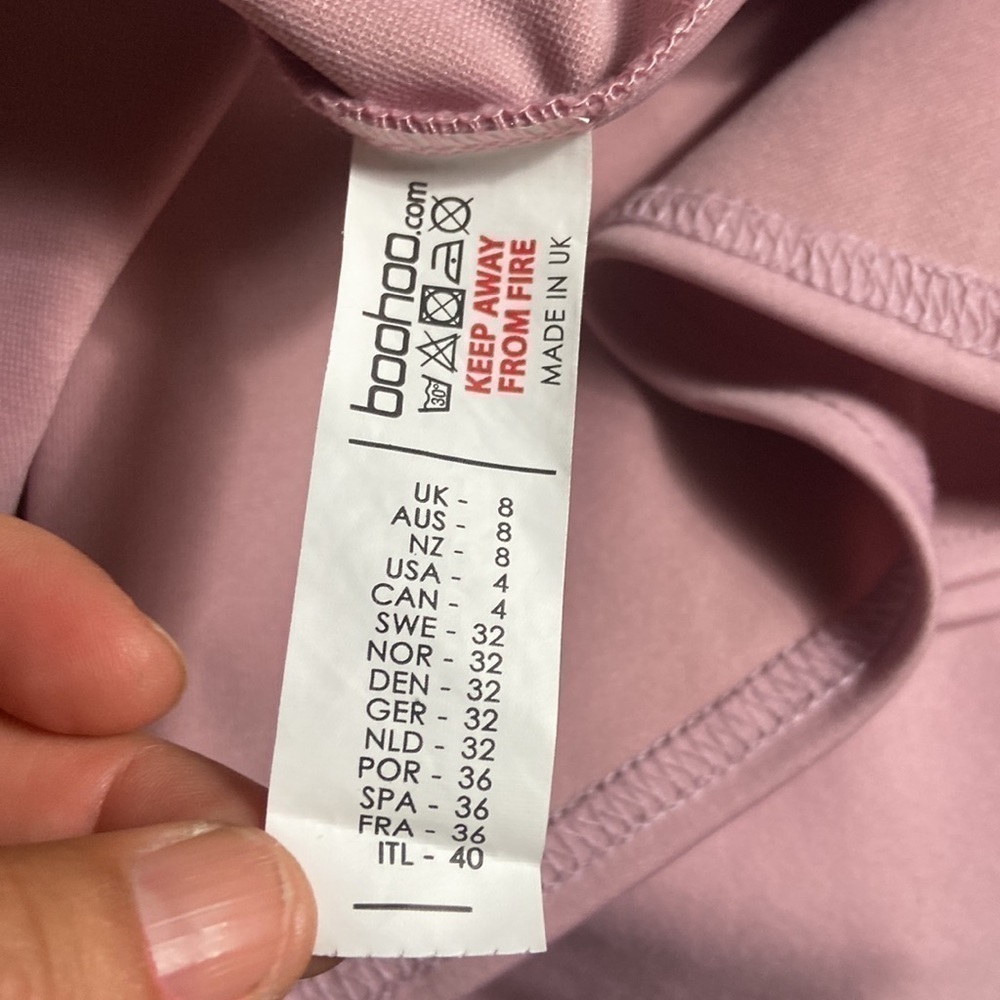 boohoo.com
30°
KEEP AWAY
FROM FIRE
MADE IN UK
UK - 8
AUS - 8
NZ - 8
USA - 4
CAN - 4
SWE - 32
NOR - 32
DEN - 32
GER - 32
NLD - 32
POR - 36
SPA - 36
FRA - 36
ITL - 40